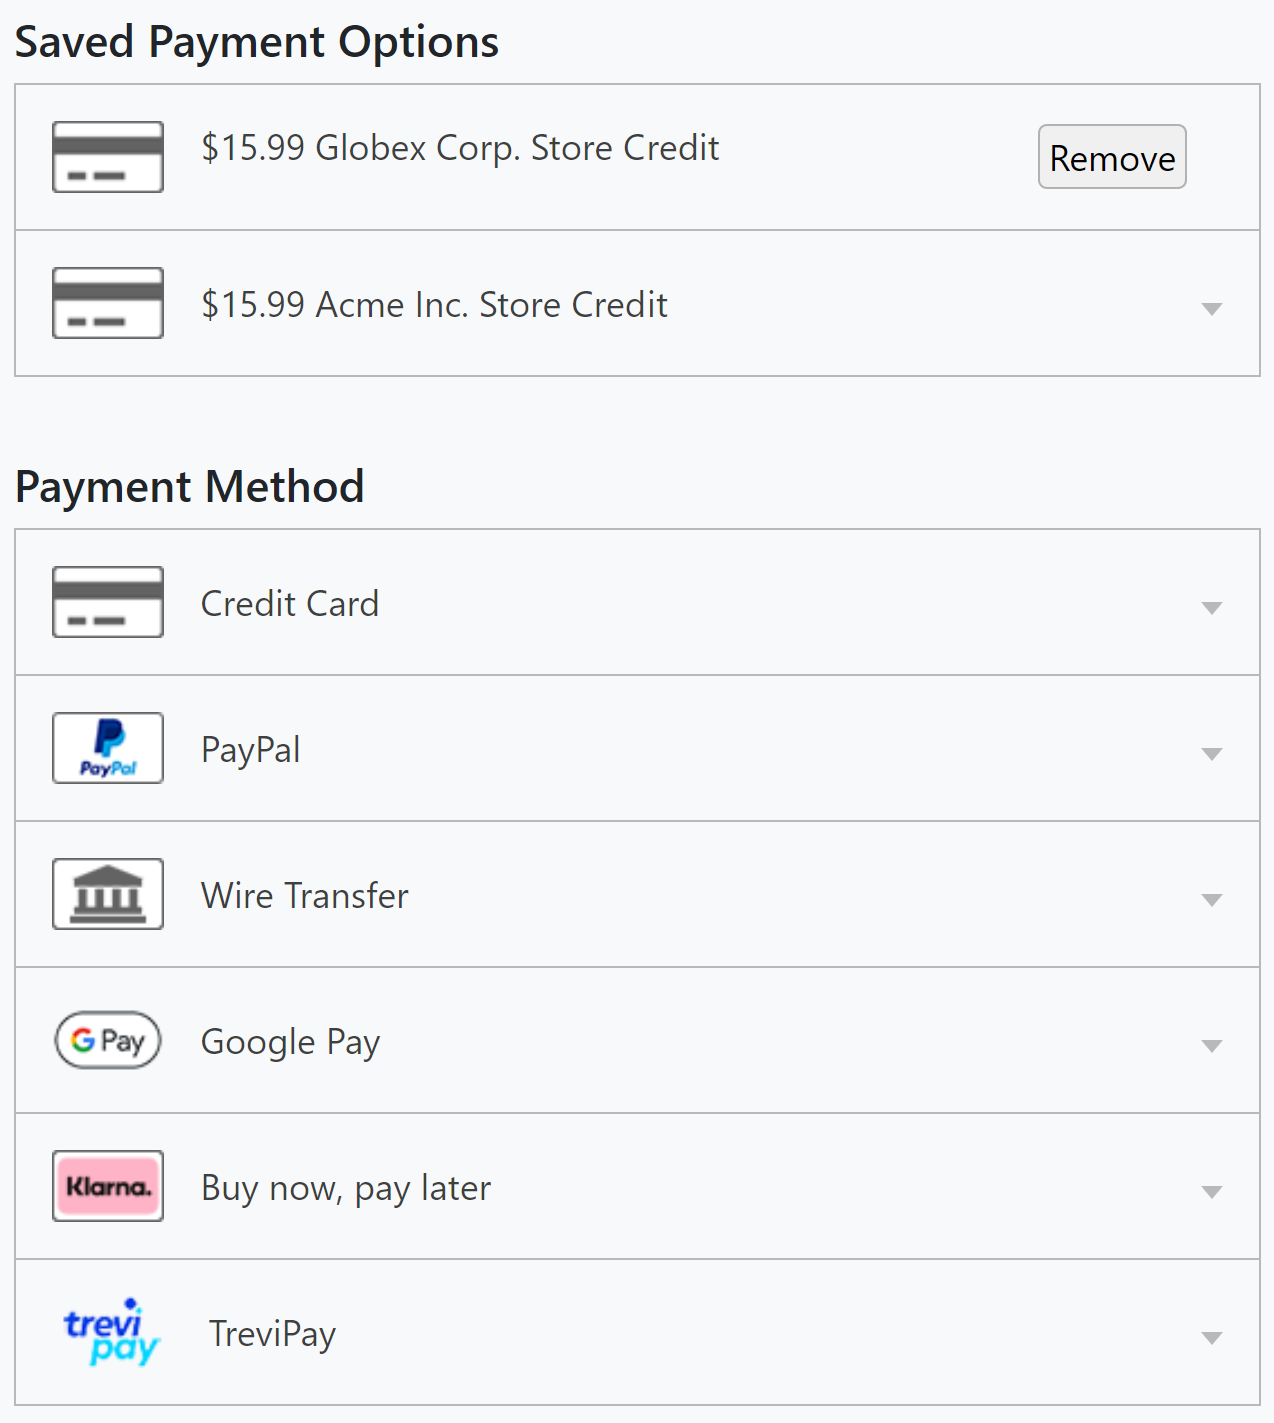 Saved Payment Options
$15.99 Globex Corp. Store Credit
Remove
$15.99 Acme Inc. Store Credit
Payment Method
Credit Card
PayPal
PayPal
Wire Transfer
G Pay
Google Pay
Klarna.
Buy now, pay later
trevi
pay
TreviPay